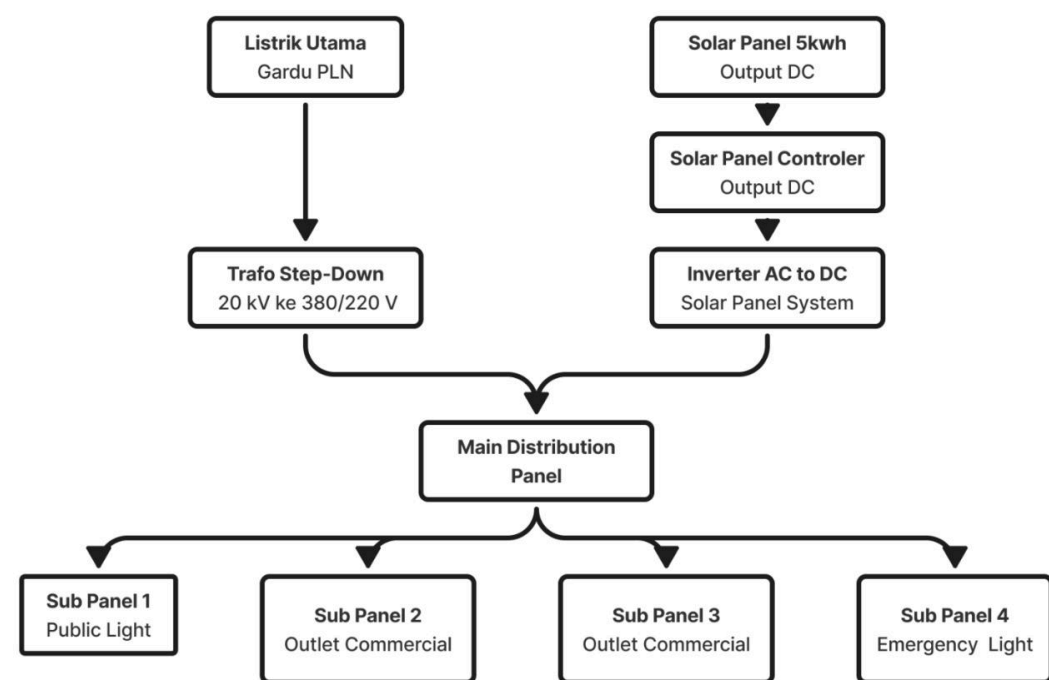 Listrik Utama
Gardu PLN
Solar Panel 5kwh
Output DC
Solar Panel Controler
Output DC
Trafo Step-Down
20 kV ke 380/220 V
Inverter AC to DC
Solar Panel System
Main Distribution
Panel
Sub Panel 1
Public Light
Sub Panel 2
Outlet Commercial
Sub Panel 3
Outlet Commercial
Sub Panel 4
Emergency Light